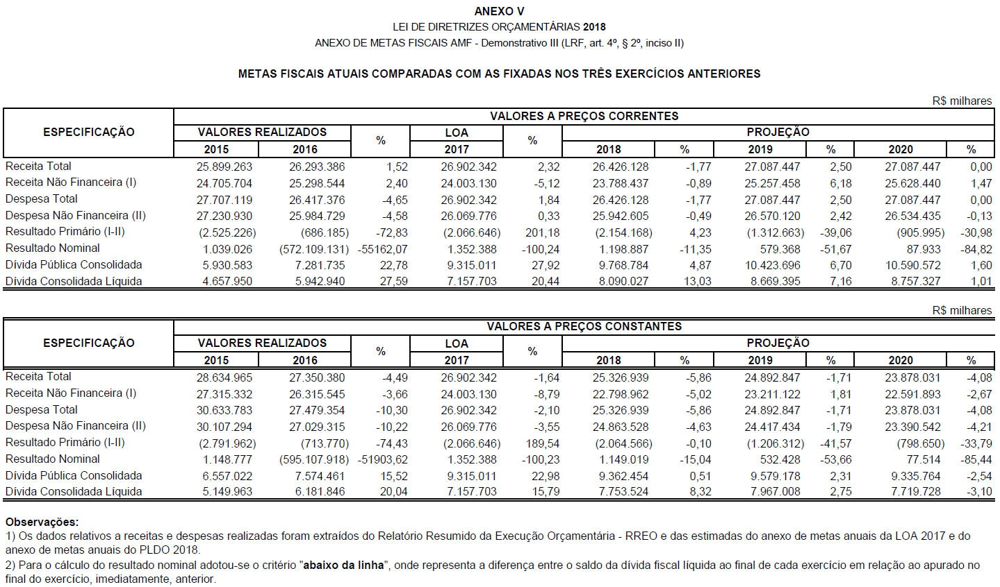 ANEXO V
LEI DE DIRETRIZES ORÇAMENTÁRIAS 2018
ANEXO DE METAS FISCAIS AMF - Demonstrativo III (LRF, art. 4º, § 2º, inciso II)
METAS FISCAIS ATUAIS COMPARADAS COM AS FIXADAS NOS TRÊS EXERCÍCIOS ANTERIORES
R$ milhares
ESPECIFICAÇÃO VALORES A PREÇOS CORRENTES
VALORES REALIZADOS % LOA % PROJEÇÃO
2015 2016 2017 2018 % 2019 % 2020 %
Receita Total 25.899.263 26.293.386 1,52 26.902.342 2,32 26.426.128 -1,77 27.087.447 2,50 27.087.447 0,00
Receita Não Financeira (I) 24.705.704 25.298.544 2,40 24.003.130 -5,12 23.788.437 -0,89 25.257.458 6,18 25.628.440 1,47
Despesa Total 27.707.119 26.417.376 -4,65 26.902.342 1,84 26.426.128 -1,77 27.087.447 2,50 27.087.447 0,00
Despesa Não Financeira (II) 27.230.930 25.984.729 -4,58 26.069.776 0,33 25.942.605 -0,49 26.570.120 2,42 26.534.435 -0,13
Resultado Primário (I-II) (2.525.226) (686.185) -72,83 (2.066.646) 201,18 (2.154.168) 4,23 (1.312.663) -39,06 (905.995) -30,98
Resultado Nominal 1.039.026 (572.109.131) -55162,07 1.352.388 -100,24 1.198.887 -11,35 579.368 -51,67 87.933 -84,82
Dívida Pública Consolidada 5.930.583 7.281.735 22,78 9.315.011 27,92 9.768.784 4,87 10.423.696 6,70 10.590.572 1,60
Dívida Consolidada Líquida 4.657.950 5.942.940 27,59 7.157.703 20,44 8.090.027 13,03 8.669.395 7,16 8.757.327 1,01
R$ milhares
ESPECIFICAÇÃO VALORES A PREÇOS CONSTANTES
VALORES REALIZADOS % LOA % PROJEÇÃO
2015 2016 2017 2018 % 2019 % 2020 %
Receita Total 28.634.965 27.350.380 -4,49 26.902.342 -1,64 25.326.939 -5,86 24.892.847 -1,71 23.878.031 -4,08
Receita Não Financeira (I) 27.315.332 26.315.545 -3,66 24.003.130 -8,79 22.798.962 -5,02 23.211.122 1,81 22.591.893 -2,67
Despesa Total 30.633.783 27.479.354 -10,30 26.902.342 -2,10 25.326.939 -5,86 24.892.847 -1,71 23.878.031 -4,08
Despesa Não Financeira (II) 30.107.294 27.029.315 -10,22 26.069.776 -3,55 24.863.528 -4,63 24.417.434 -1,79 23.390.542 -4,21
Resultado Primário (I-II) (2.791.962) (713.770) -74,43 (2.066.646) 189,54 (2.064.566) -0,10 (1.206.312) -41,57 (798.650) -33,79
Resultado Nominal 1.148.777 (595.107.918) -51903,62 1.352.388 -100,23 1.149.019 -15,04 532.428 -53,66 77.514 -85,44
Dívida Pública Consolidada 6.557.022 7.574.461 15,52 9.315.011 22,98 9.362.454 0,51 9.579.178 2,31 9.335.764 -2,54
Dívida Consolidada Líquida 5.149.963 6.181.846 20,04 7.157.703 15,79 7.753.524 8,32 7.967.008 2,75 7.719.728 -3,10
Observações:
1) Os dados relativos a receitas e despesas realizadas foram extraídos do Relatório Resumido da Execução Orçamentária - RREO e das estimadas do anexo de metas anuais da LOA 2017 e do
anexo de metas anuais do PLDO 2018.
2) Para o cálculo do resultado nominal adotou-se o critério "abaixo da linha", onde representa a diferença entre o saldo da dívida fiscal líquida ao final de cada exercício em relação ao apurado no
final do exercício, imediatamente, anterior.